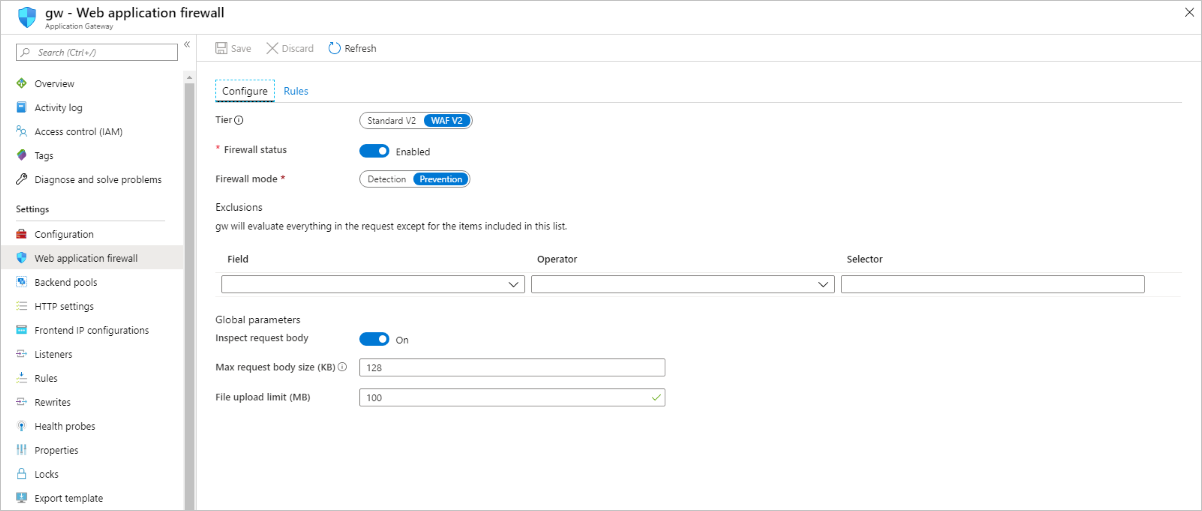 gw - Web application firewall
Application Gateway
Search (Ctrl+/)
«
Overview
Activity log
Access control (IAM)
Tags
Diagnose and solve problems
Settings
Configuration
Web application firewall
Backend pools
HTTP settings
Frontend IP configurations
Listeners
Rules
Rewrites
Health probes
Properties
Locks
Export template
Save Discard Refresh
Configure Rules
Tier Standard V2 WAF V2
* Firewall status Enabled
Firewall mode * Detection Prevention
Exclusions
gw will evaluate everything in the request except for the items included in this list.
Field Operator Selector
Global parameters
Inspect request body On
Max request body size (KB) 128
File upload limit (MB) 100